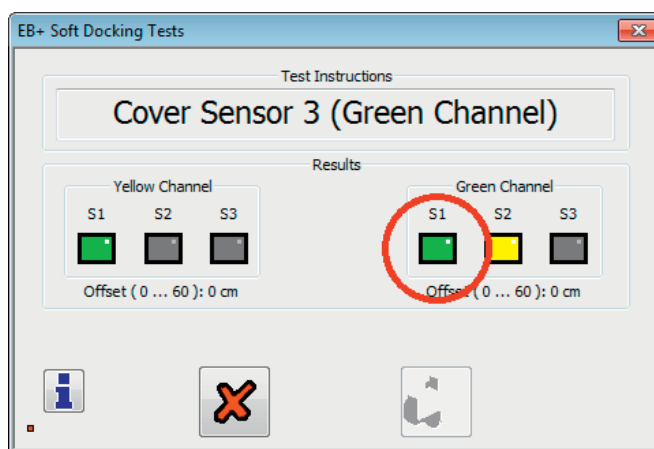 EB+ Soft Docking Tests
Test Instructions
Cover Sensor 3 (Green Channel)
Results
Yellow Channel
Green Channel
S1 S2 S3
S1 S2 S3
Offset ( 0 ... 60 ): 0 cm
Offset ( 0 ... 60 ): 0 cm